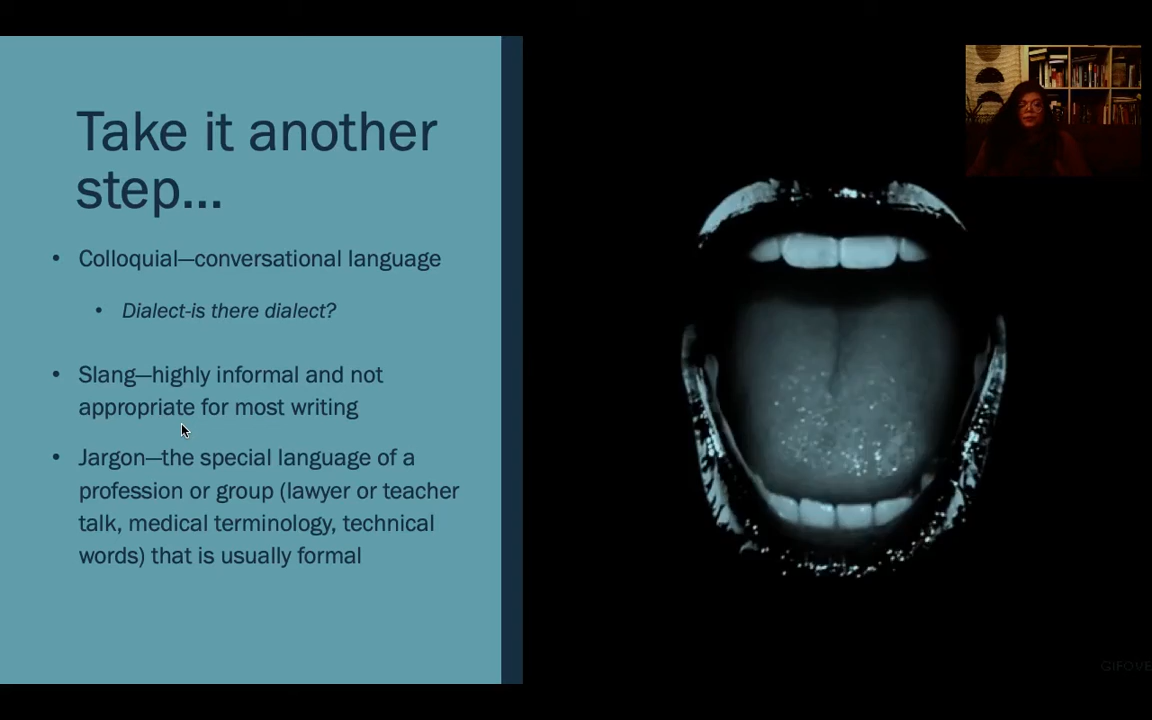 Take it another
step...
• Colloquial—conversational language
• Dialect-is there dialect?
• Slang—highly informal and not
appropriate for most writing
• Jargon—the special language of a
profession or group (lawyer or teacher
talk, medical terminology, technical
words) that is usually formal
GIFOVE